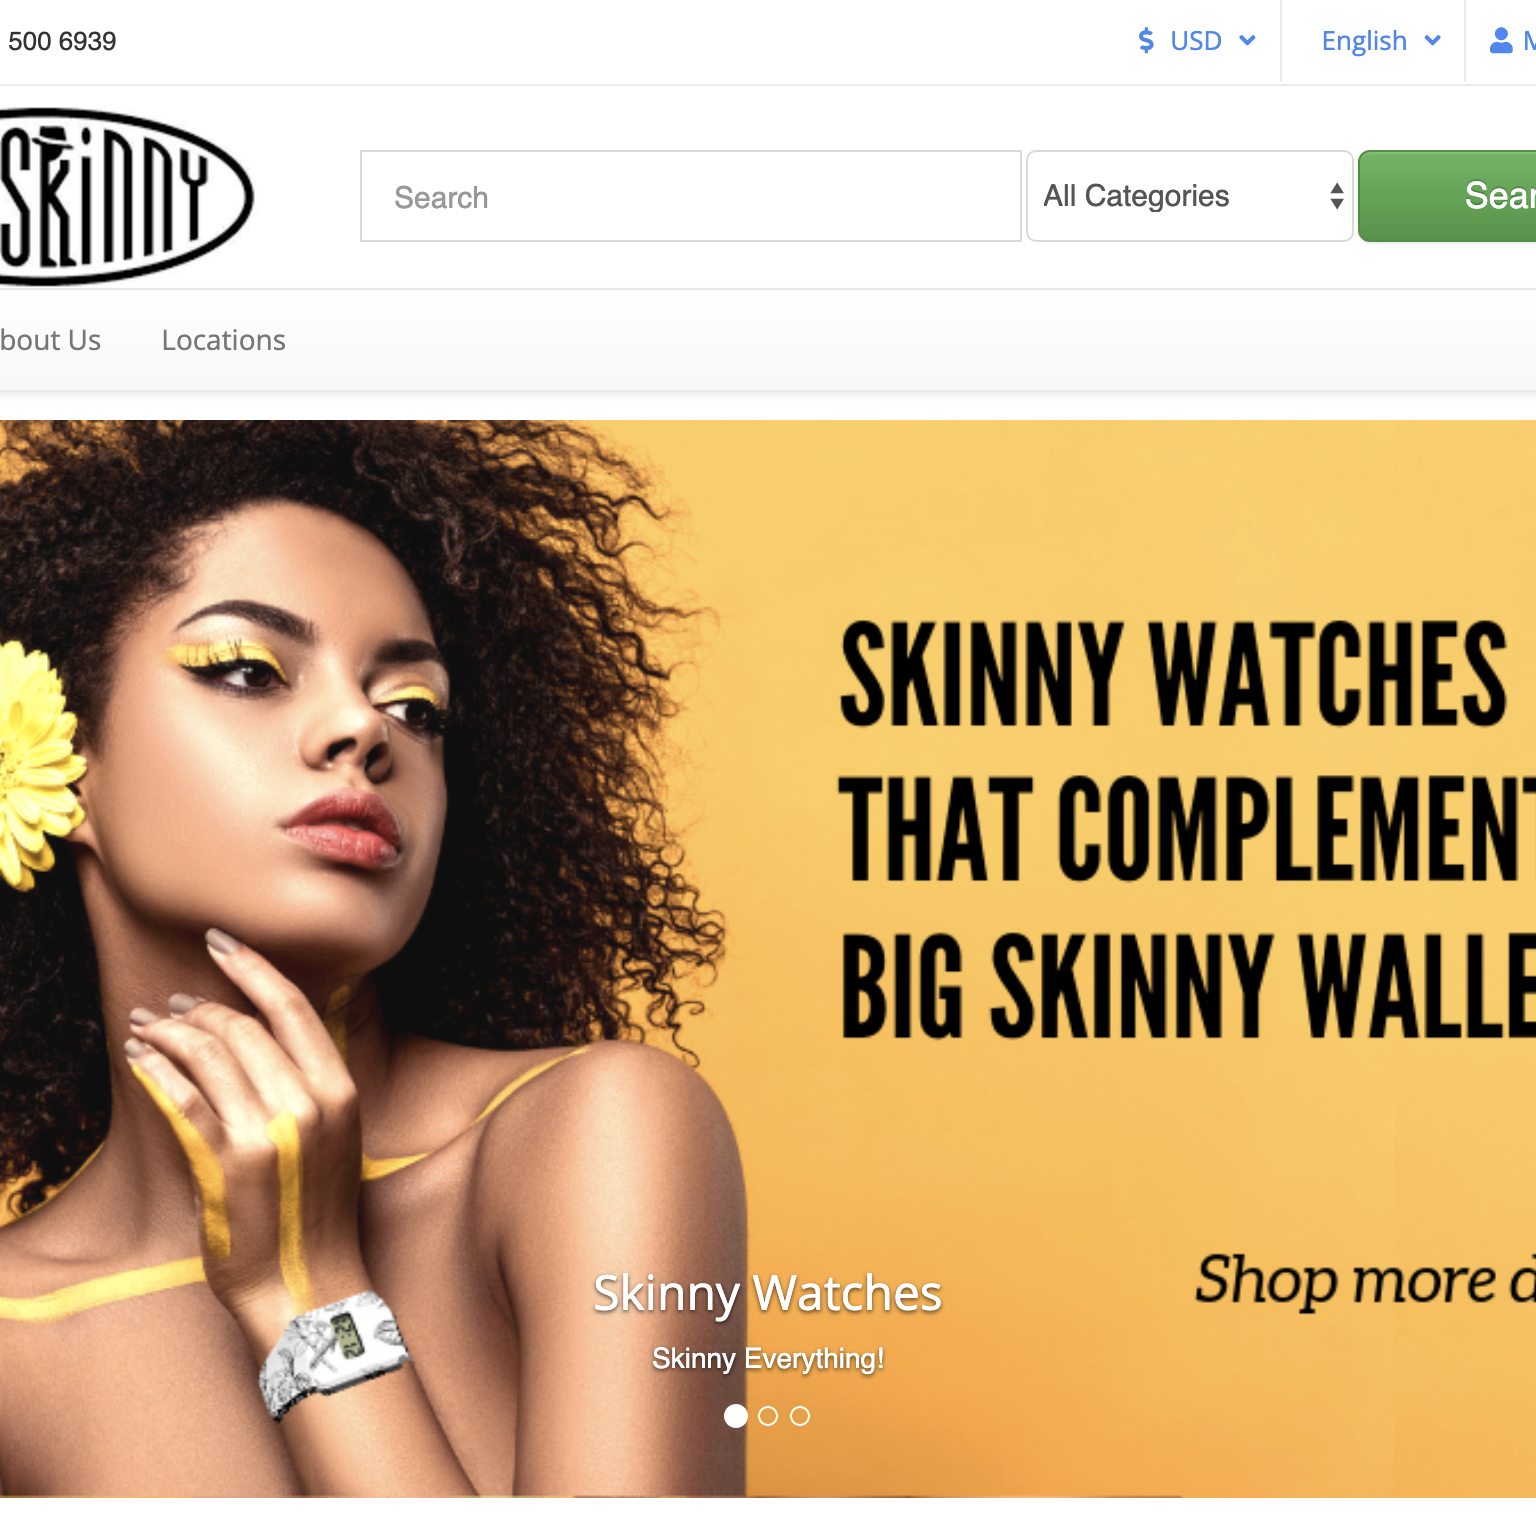 500 6939
$ USD
English
M
SKiNNY
Search
All Categories
Sear
bout Us
Locations
SKINNY WATCHES
THAT COMPLEMENT
BIG SKINNY WALLE
Shop more d
Skinny Watches
Skinny Everything!